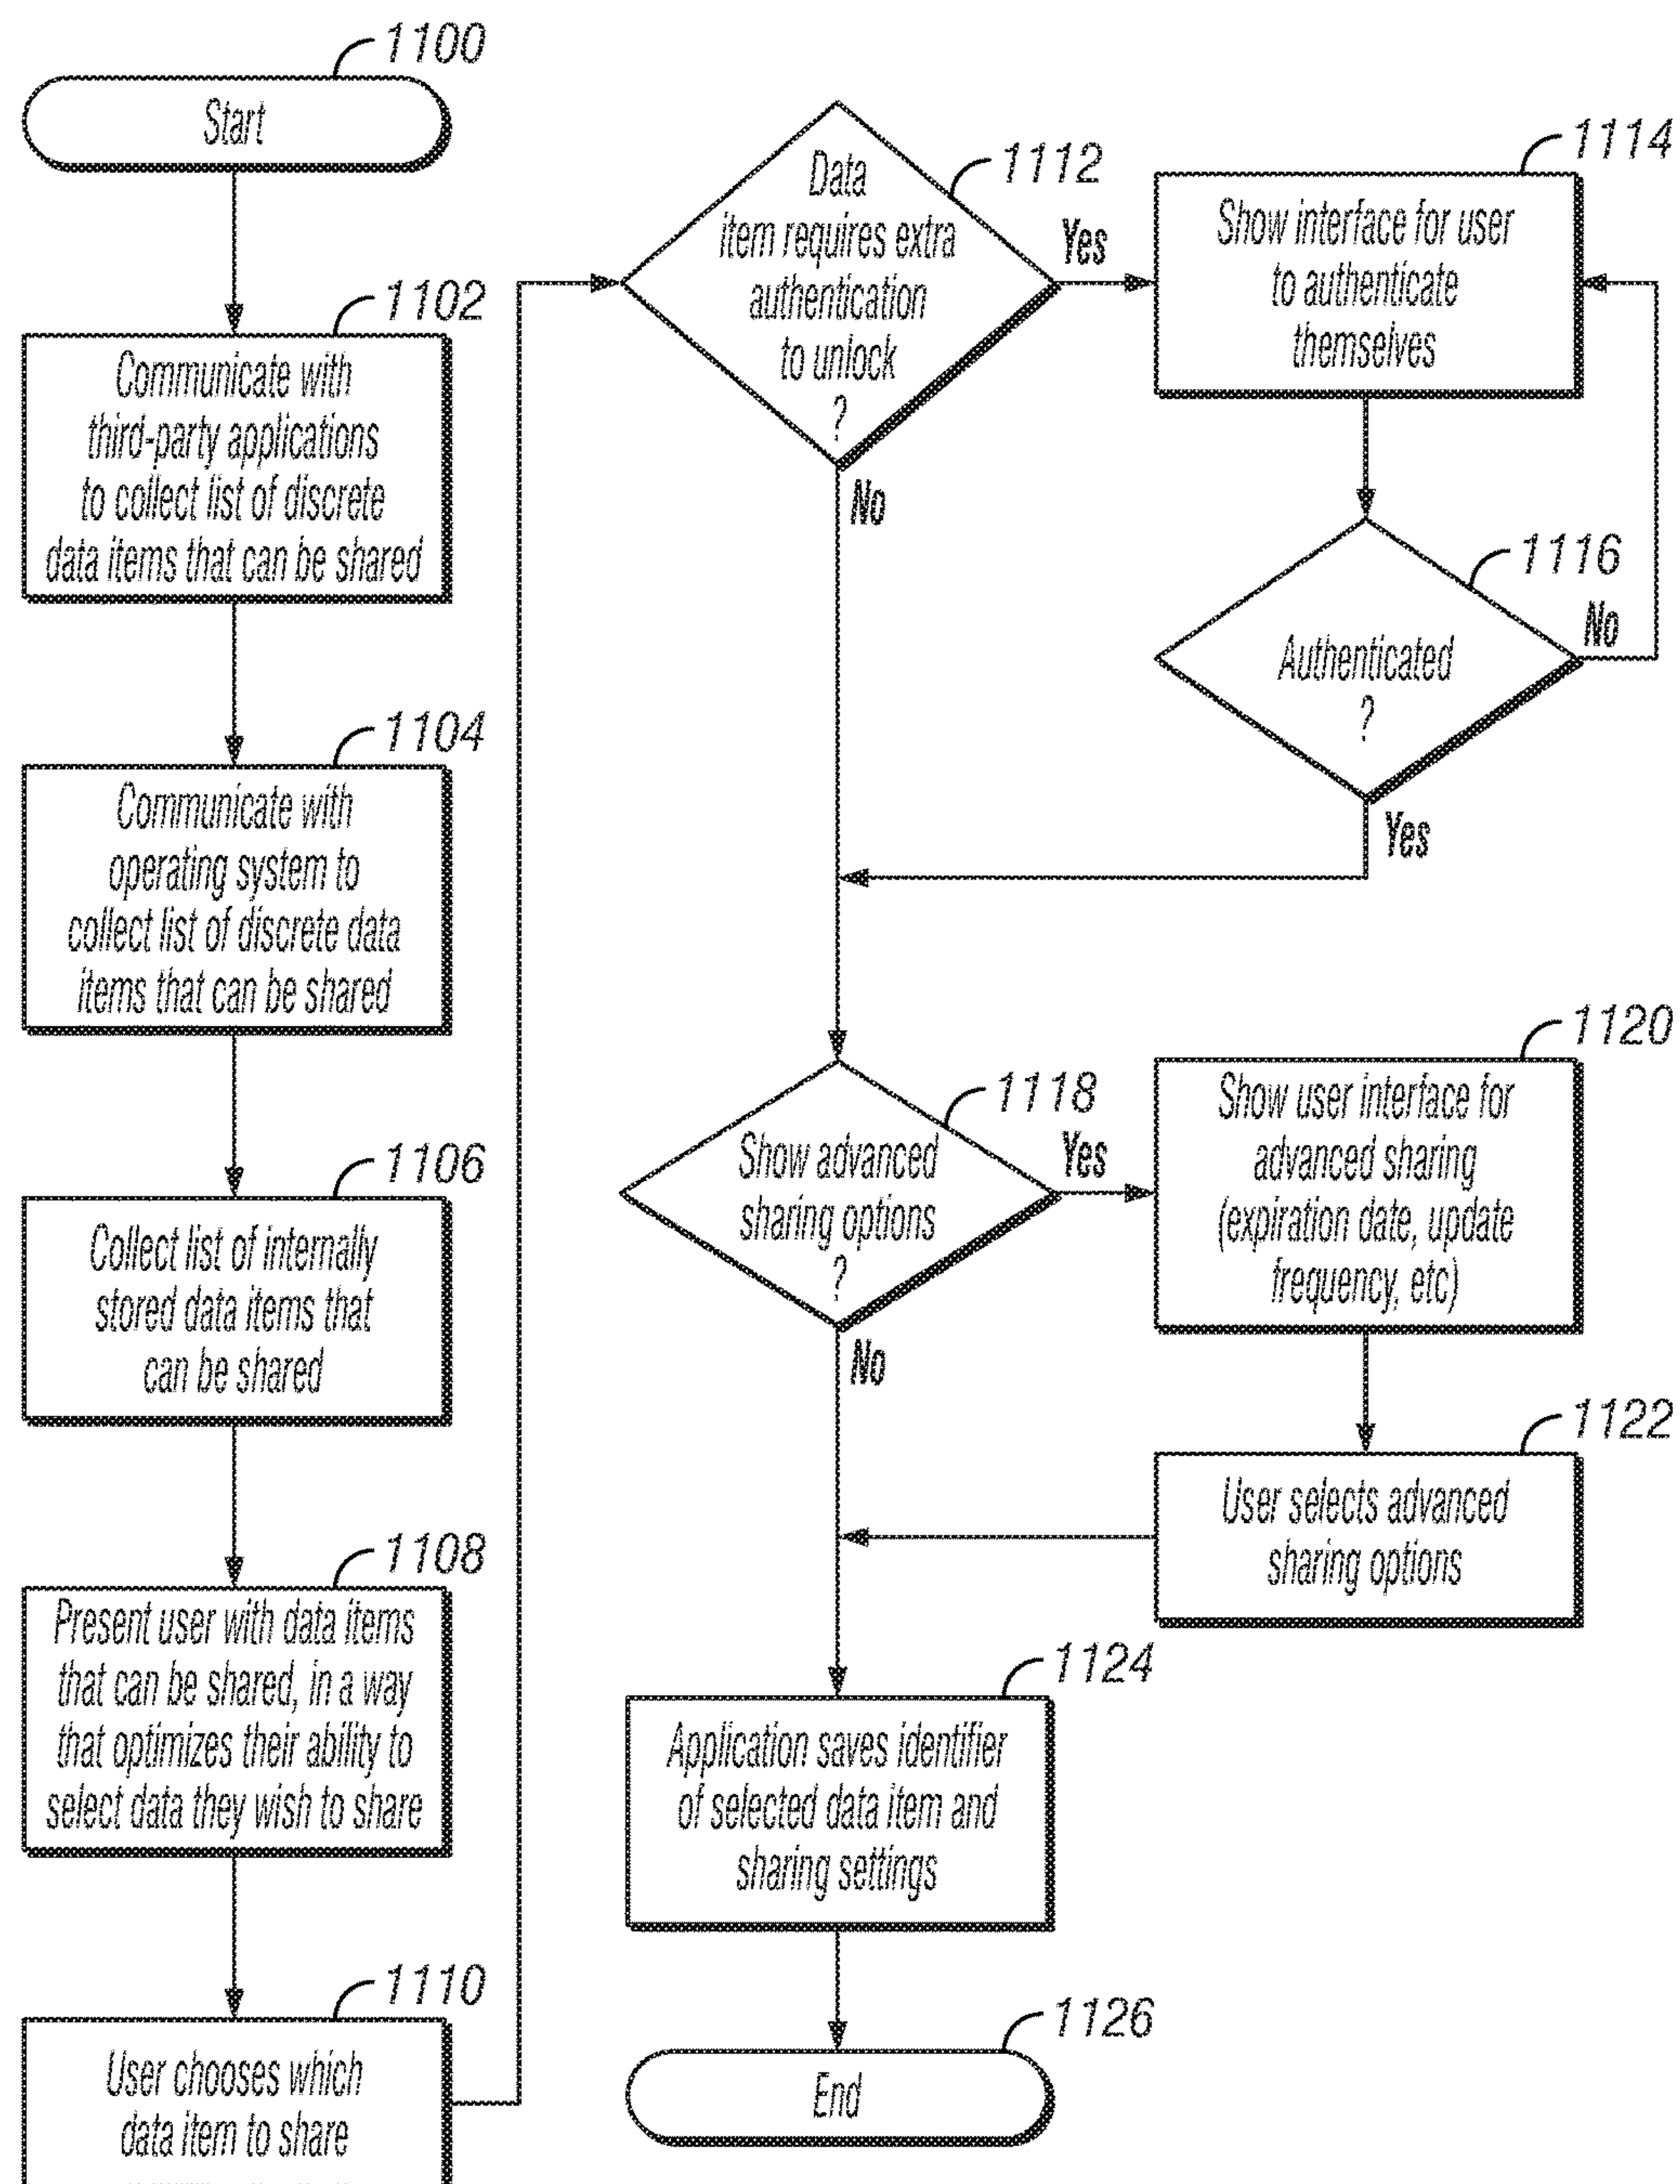 1100
Start
1102
Communicate with
third-party applications
to collect list of discrete
data items that can be shared
1104
Communicate with
operating system to
collect list of discrete data
items that can be shared
1106
Collect list of internally
stored data items that
can be shared
1108
Present user with data items
that can be shared, in a way
that optimizes their ability to
select data they wish to share
1110
User chooses which
data item to share
1112
Data
item requires extra
authentication
to unlock
?
Yes
No
1114
Show interface for user
to authenticate
themselves
1116
Authenticated
?
No
Yes
1118
Show advanced
sharing options
?
Yes
No
1120
Show user interface for
advanced sharing
(expiration date, update
frequency, etc)
1122
User selects advanced
sharing options
1124
Application saves identifier
of selected data item and
sharing settings
1126
End